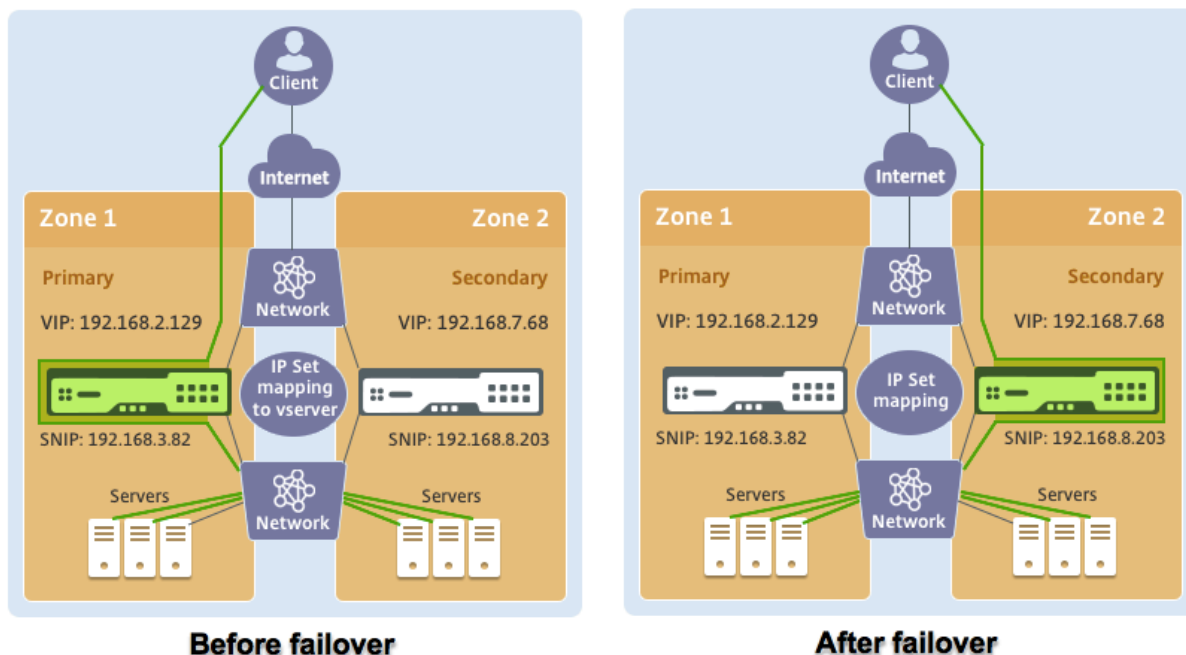 Client
Internet
Zone 1
Zone 2
Primary
Secondary
Network
VIP: 192.168.2.129
VIP: 192.168.7.68
IP Set
mapping
to vserver
SNIP: 192.168.3.82
SNIP: 192.168.8.203
Servers
Servers
Network
Before failover
Client
Internet
Zone 1
Zone 2
Primary
Secondary
Network
VIP: 192.168.2.129
VIP: 192.168.7.68
IP Set
mapping
SNIP: 192.168.3.82
SNIP: 192.168.8.203
Servers
Servers
Network
After failover